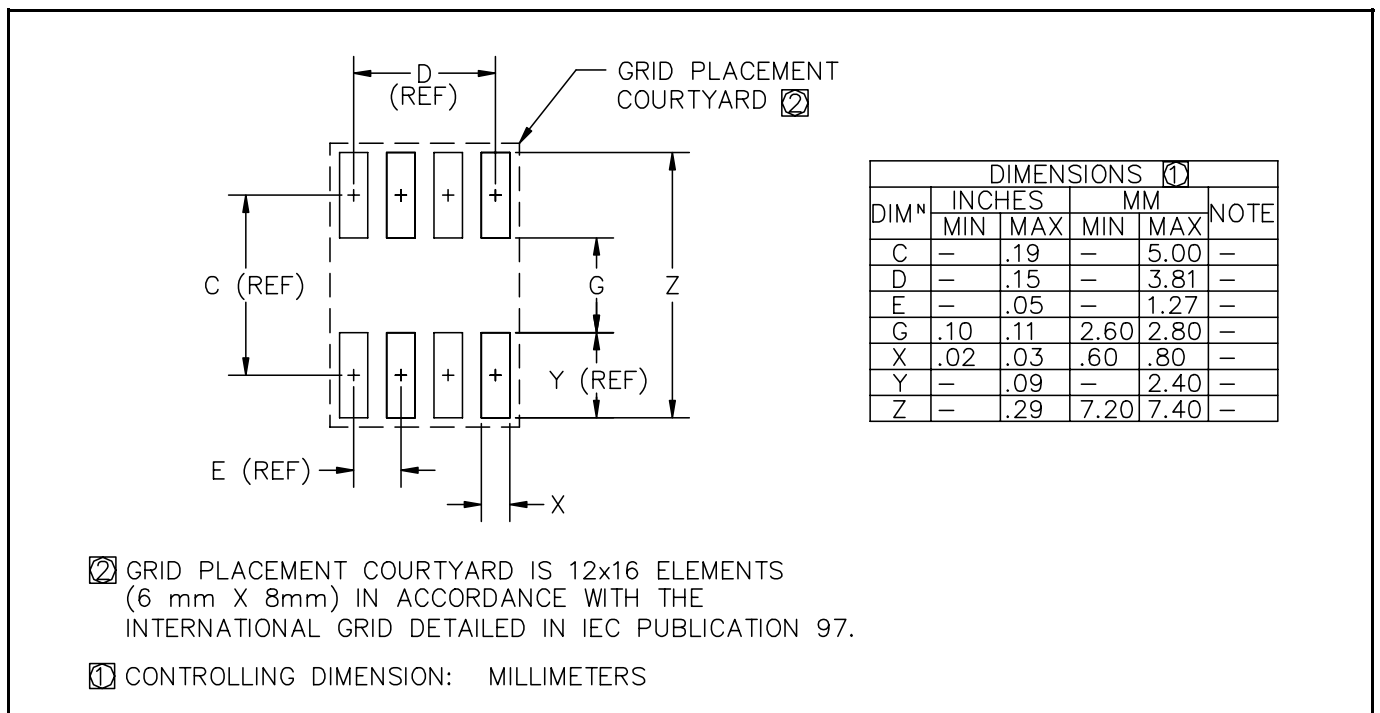 D
(REF)
GRID PLACEMENT
COURTYARD 2
C (REF)
G
Z
Y (REF)
E (REF)
X
DIMENSIONS 1
DIMN INCHES MM NOTE
MIN MAX MIN MAX
C – .19 – 5.00 –
D – .15 – 3.81 –
E – .05 – 1.27 –
G .10 .11 2.60 2.80 –
X .02 .03 .60 .80 –
Y – .09 – 2.40 –
Z – .29 7.20 7.40 –
2 GRID PLACEMENT COURTYARD IS 12x16 ELEMENTS
(6 mm X 8mm) IN ACCORDANCE WITH THE
INTERNATIONAL GRID DETAILED IN IEC PUBLICATION 97.
1 CONTROLLING DIMENSION: MILLIMETERS